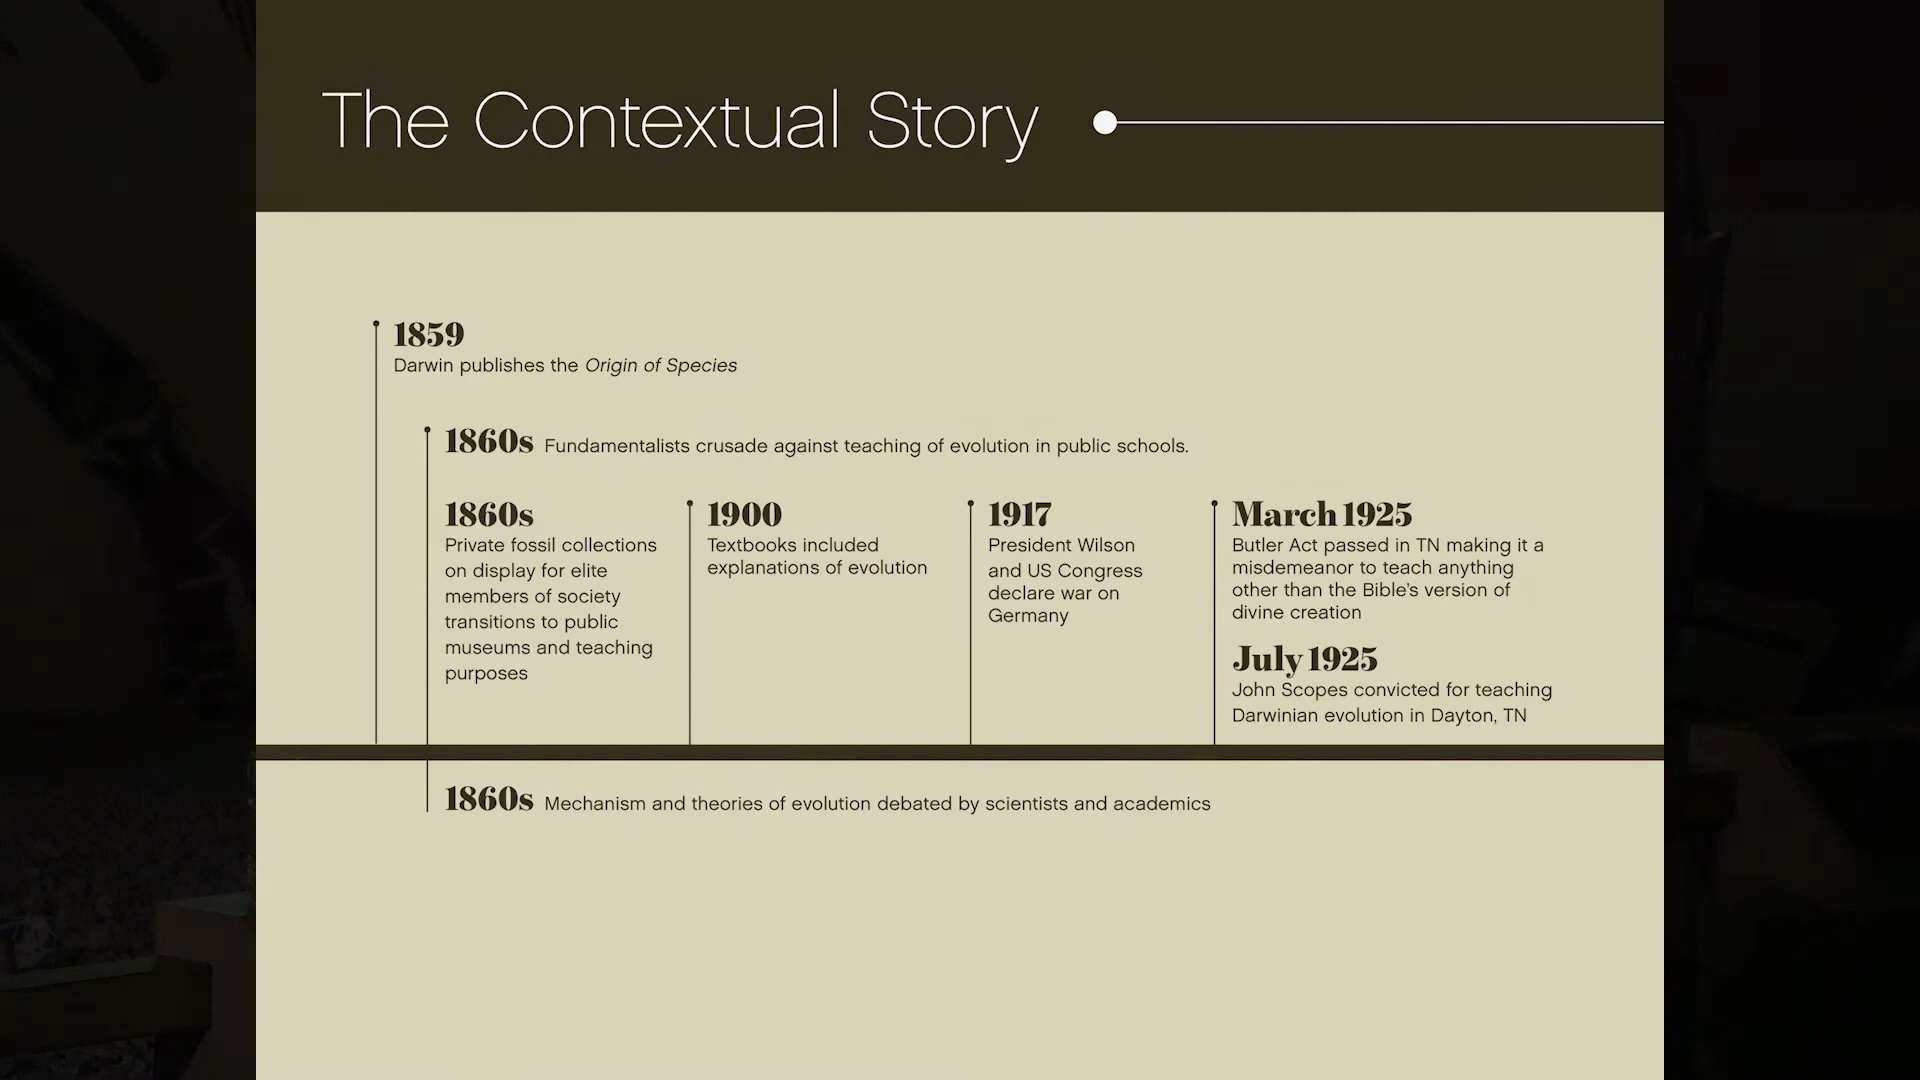 The Contextual Story
1859
Darwin publishes the Origin of Species
1860s Fundamentalists crusade against teaching of evolution in public schools.
1860s
Private fossil collections
on display for elite
members of society
transitions to public
museums and teaching
purposes
1900
Textbooks included
explanations of evolution
1917
President Wilson
and US Congress
declare war on
Germany
March 1925
Butler Act passed in TN making it a
misdemeanor to teach anything
other than the Bible's version of
divine creation
July 1925
John Scopes convicted for teaching
Darwinian evolution in Dayton, TN
1860s Mechanism and theories of evolution debated by scientists and academics